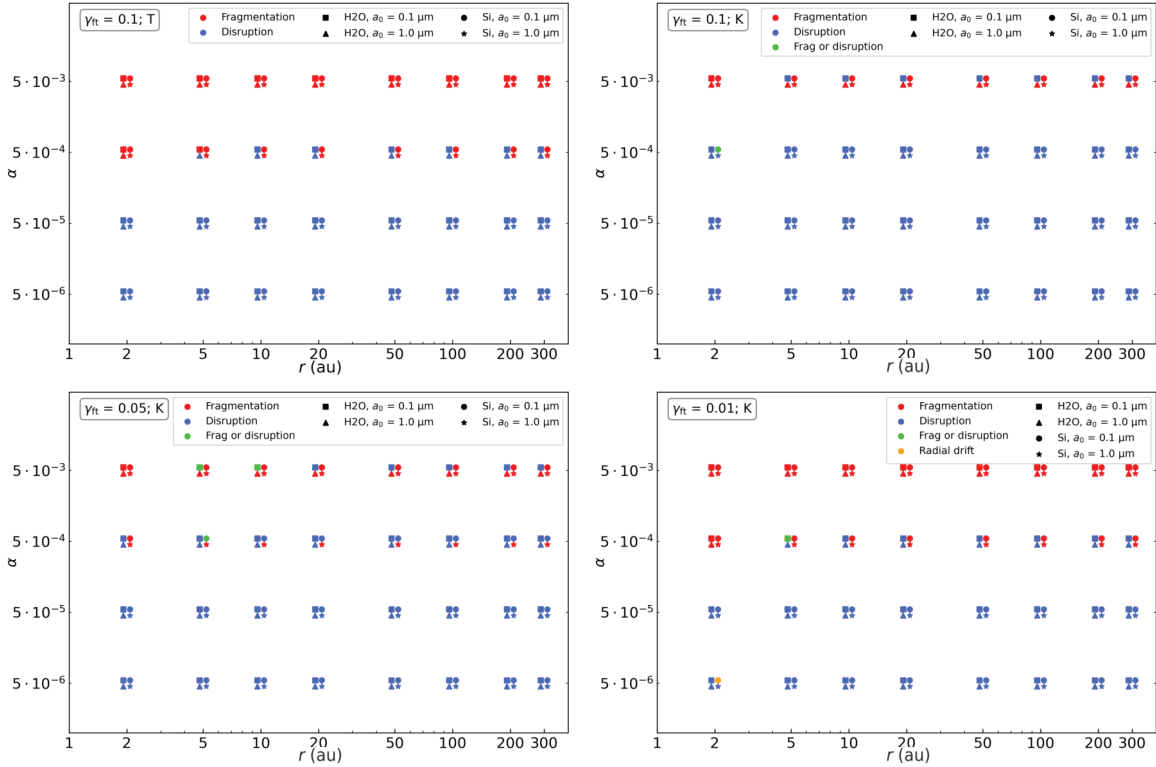 γft = 0.1; T
Fragmentation
Disruption
H2O, a0 = 0.1 μm
H2O, a0 = 1.0 μm
Si, a0 = 0.1 μm
Si, a0 = 1.0 μm
5 · 10−3
5 · 10−4
5 · 10−5
5 · 10−6
α
1 2 5 10 20 50 100 200 300
r (au)
γft = 0.1; K
Fragmentation
Disruption
Frag or disruption
H2O, a0 = 0.1 μm
H2O, a0 = 1.0 μm
Si, a0 = 0.1 μm
Si, a0 = 1.0 μm
5 · 10−3
5 · 10−4
5 · 10−5
5 · 10−6
α
1 2 5 10 20 50 100 200 300
r (au)
γft = 0.05; K
Fragmentation
Disruption
Frag or disruption
H2O, a0 = 0.1 μm
H2O, a0 = 1.0 μm
Si, a0 = 0.1 μm
Si, a0 = 1.0 μm
5 · 10−3
5 · 10−4
5 · 10−5
5 · 10−6
α
1 2 5 10 20 50 100 200 300
r (au)
γft = 0.01; K
Fragmentation
Disruption
Frag or disruption
Radial drift
H2O, a0 = 0.1 μm
H2O, a0 = 1.0 μm
Si, a0 = 0.1 μm
Si, a0 = 1.0 μm
5 · 10−3
5 · 10−4
5 · 10−5
5 · 10−6
α
1 2 5 10 20 50 100 200 300
r (au)